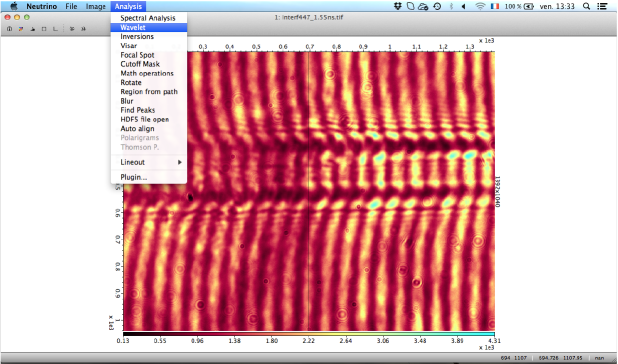 Neutrino File Image Analysis 100 % ven. 13:33
1: interf447_1.55ns.tif
Spectral Analysis
Wavelet
Inversions
Visar
Focal Spot
Cutoff Mask
Math operations
Rotate
Region from path
Blur
Find Peaks
HDF5 file open
Auto align
Polarigrams
Thomson P.
Lineout
Plugin...
x 1e3
0.3 0.4 0.5 0.6 0.7 0.8 0.9 1 1.1 1.2 1.3
1392x1040
0.6
0.7
0.8
0.9
1
x 1e3
0.13 0.55 0.96 1.38 1.80 2.22 2.64 3.06 3.48 3.89 4.31
x 1e3
694 1107 694.726 1107.95 nan